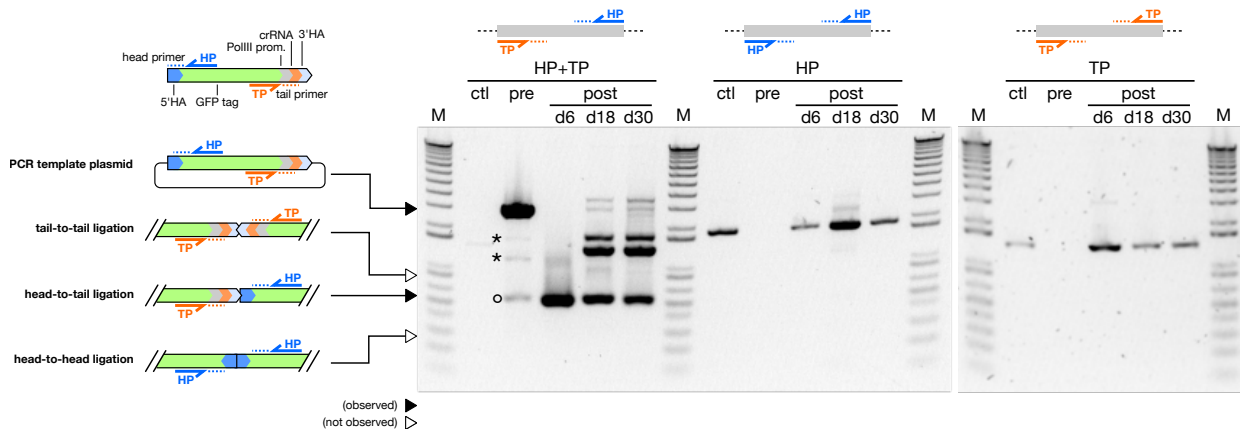 crRNA 3'HA
PolIII prom.
head primer HP
TP tail primer
5'HA GFP tag
PCR template plasmid HP
TP
tail-to-tail ligation TP
TP
head-to-tail ligation HP
TP
head-to-head ligation HP
HP
(observed)
(not observed)
HP
TP
HP+TP
ctl pre post
M d6 d18 d30 M
*
*
HP
HP
HP
ctl pre post
d6 d18 d30 M
TP
TP
TP
ctl pre post
M d6 d18 d30 M